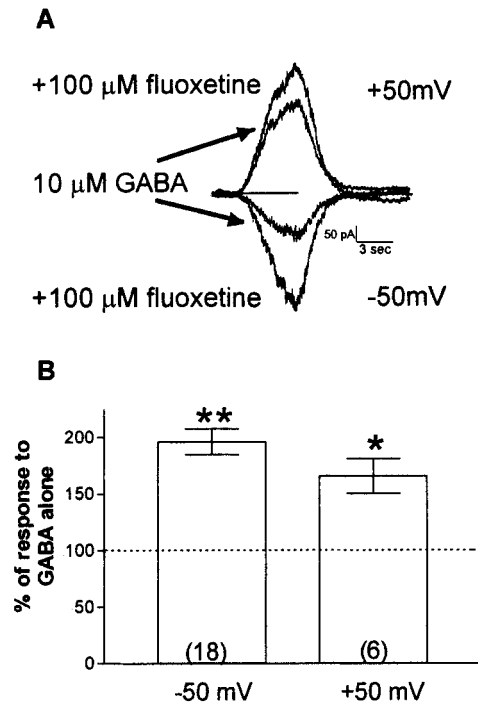 A
+100 μM fluoxetine +50mV
10 μM GABA
50 pA
3 sec
+100 μM fluoxetine -50mV
B
% of response to
GABA alone
200
150
100
50
0
** *
(18) (6)
-50 mV +50 mV